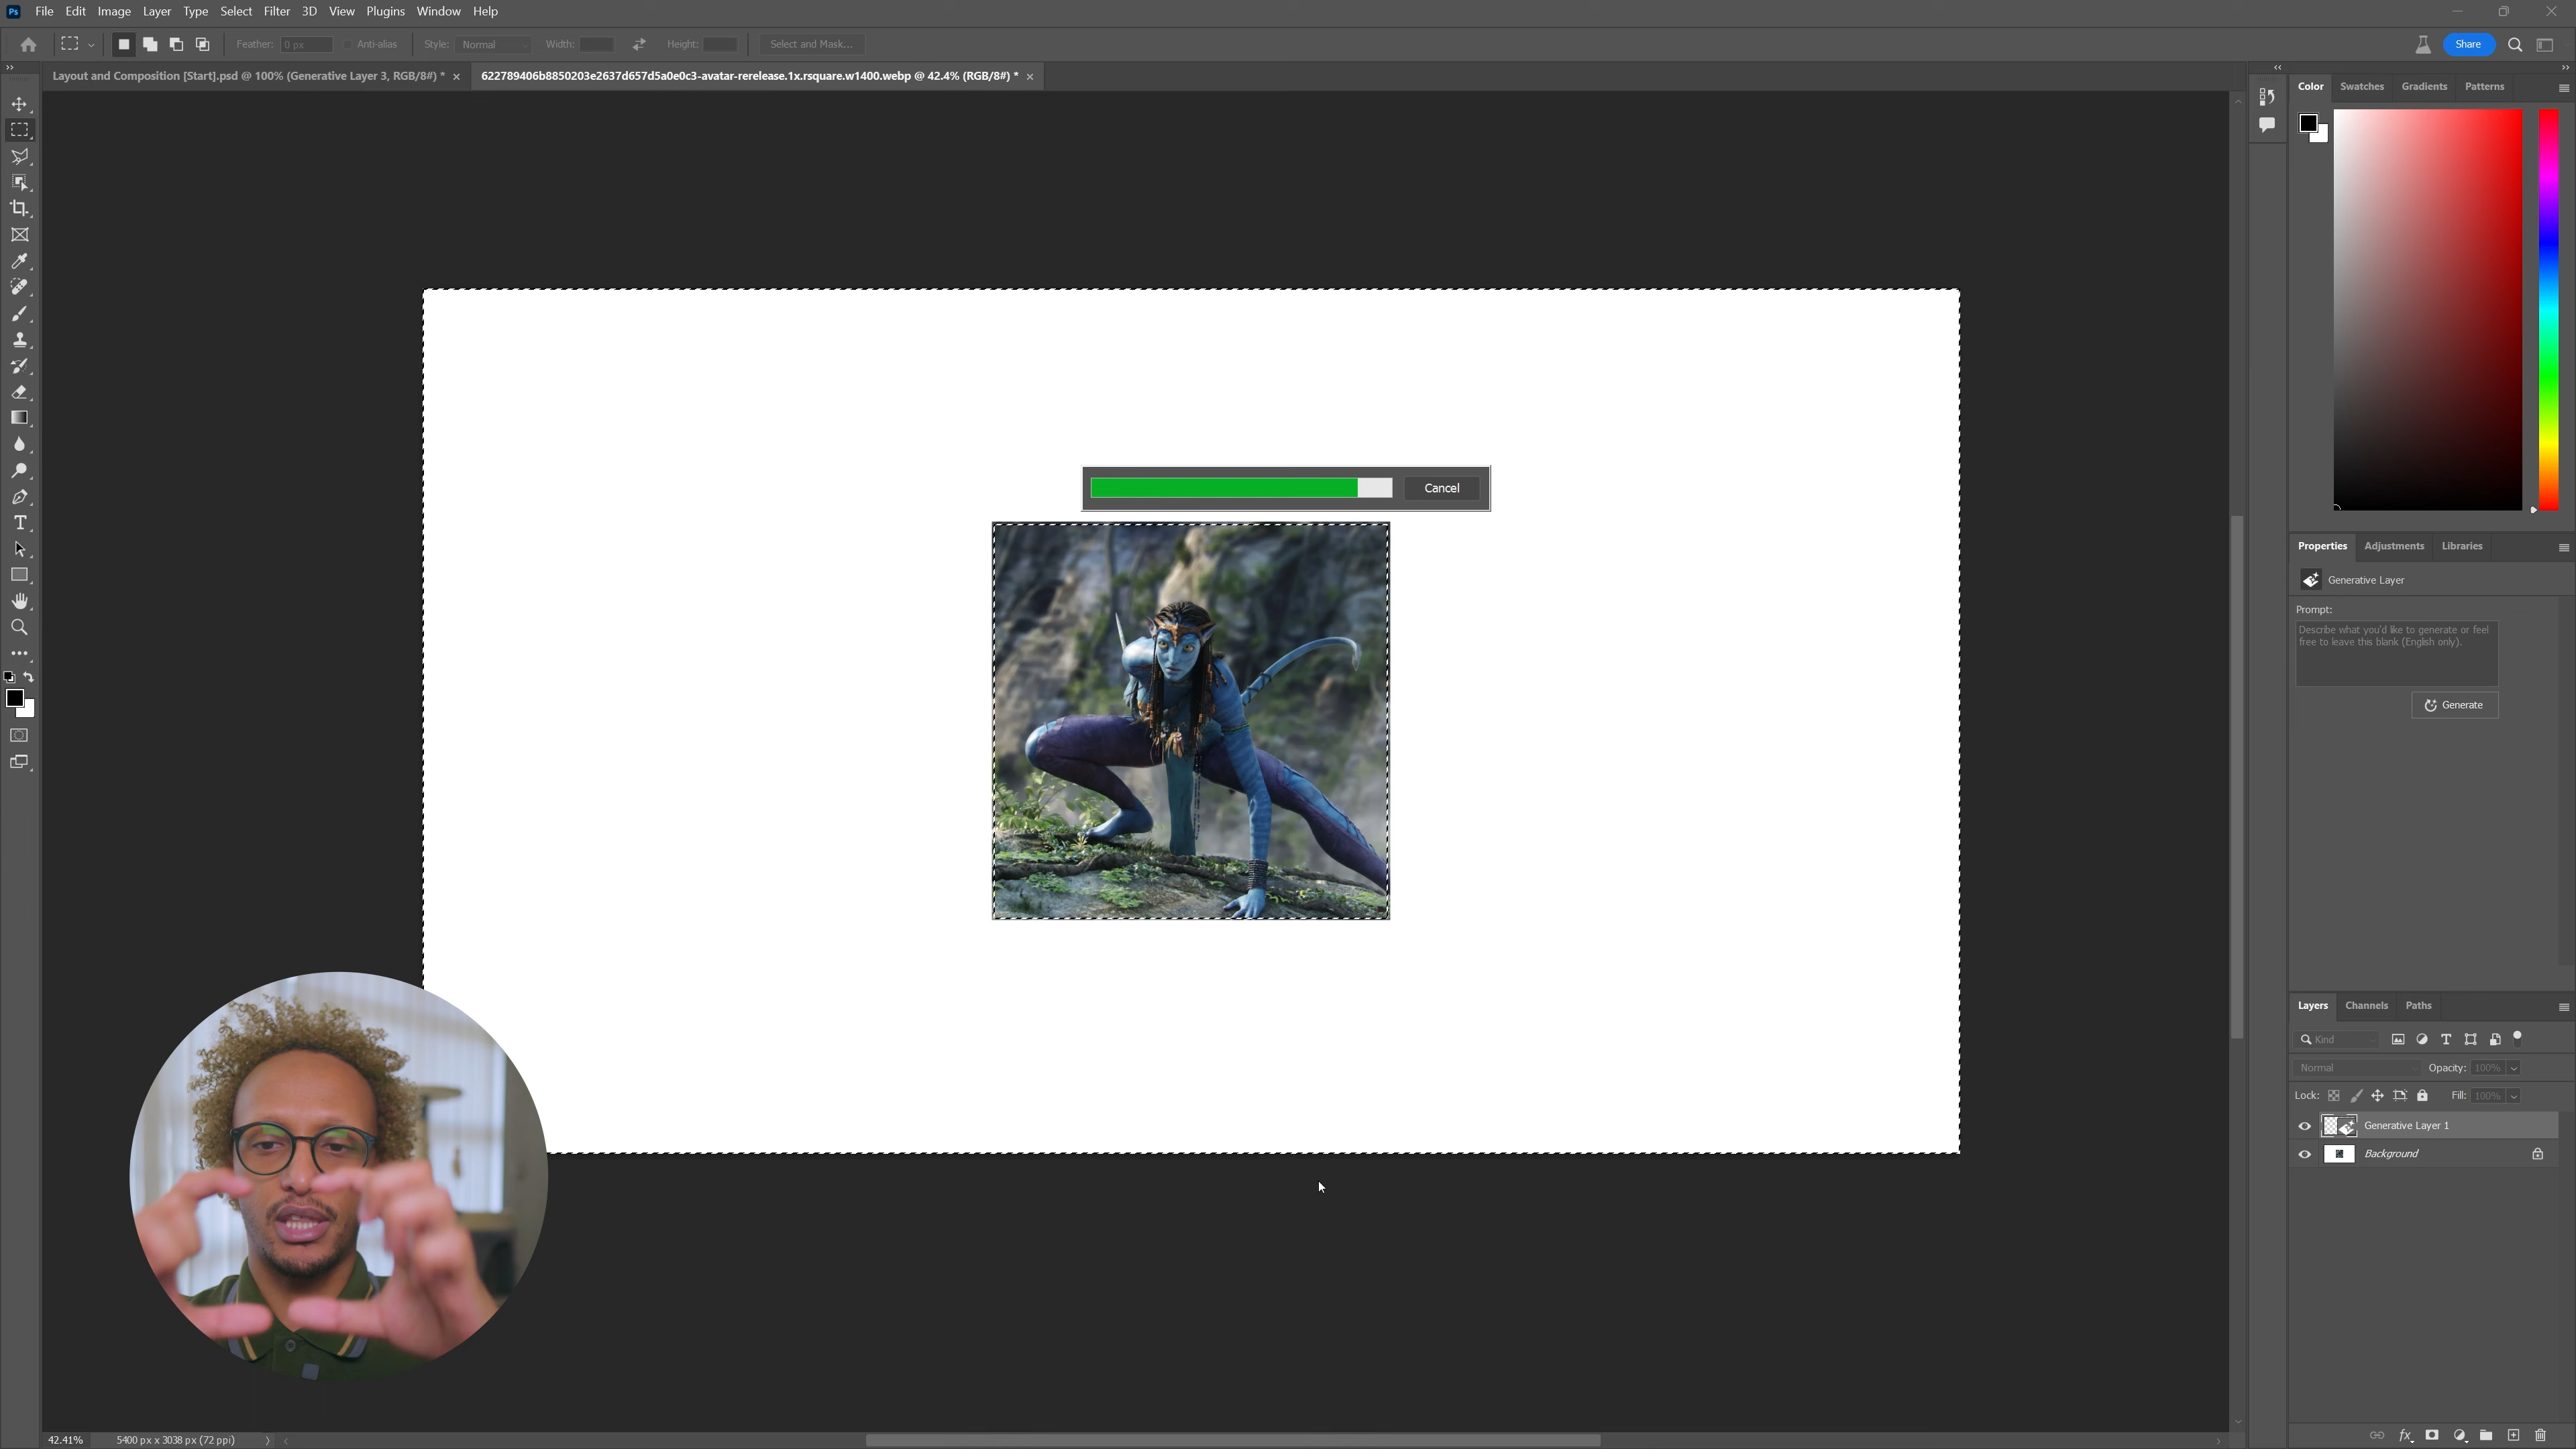 Ps File Edit Image Layer Type Select Filter 3D View Plugins Window Help
Feather: 0 px Anti-alias Style: Normal Width: Height: Select and Mask... Share
Layout and Composition [Start].psd @ 100% (Generative Layer 3, RGB/8#) * × 622789406b8850203e2637d657d5a0e0c3-avatar-rerelease.1x.rsquare.w1400.webp @ 42.4% (RGB/8#) * ×
Color Swatches Gradients Patterns
Cancel
Properties Adjustments Libraries
Generative Layer
Prompt:
Describe what you'd like to generate or feel
free to leave this blank (English only).
Generate
Layers Channels Paths
Kind
Normal Opacity: 100%
Lock: Fill: 100%
Generative Layer 1
Background
42.41% 5400 px x 3038 px (72 ppi)